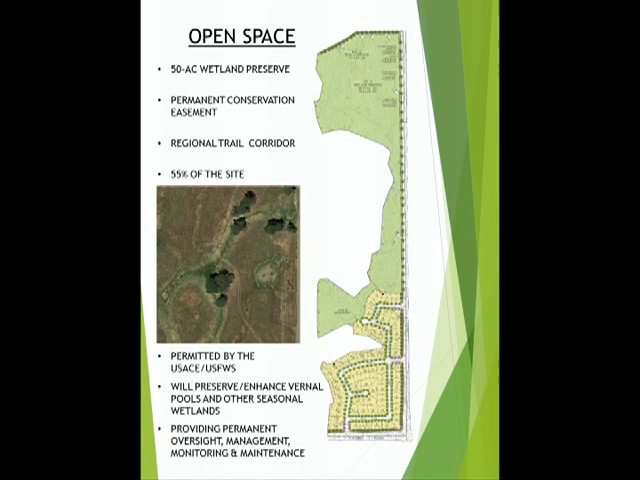 OPEN SPACE
• 50-AC WETLAND PRESERVE
• PERMANENT CONSERVATION
EASEMENT
• REGIONAL TRAIL CORRIDOR
• 55% OF THE SITE
• PERMITTED BY THE
USACE/USFWS
• WILL PRESERVE/ENHANCE VERNAL
POOLS AND OTHER SEASONAL
WETLANDS
• PROVIDING PERMANENT
OVERSIGHT, MANAGEMENT,
MONITORING & MAINTENANCE